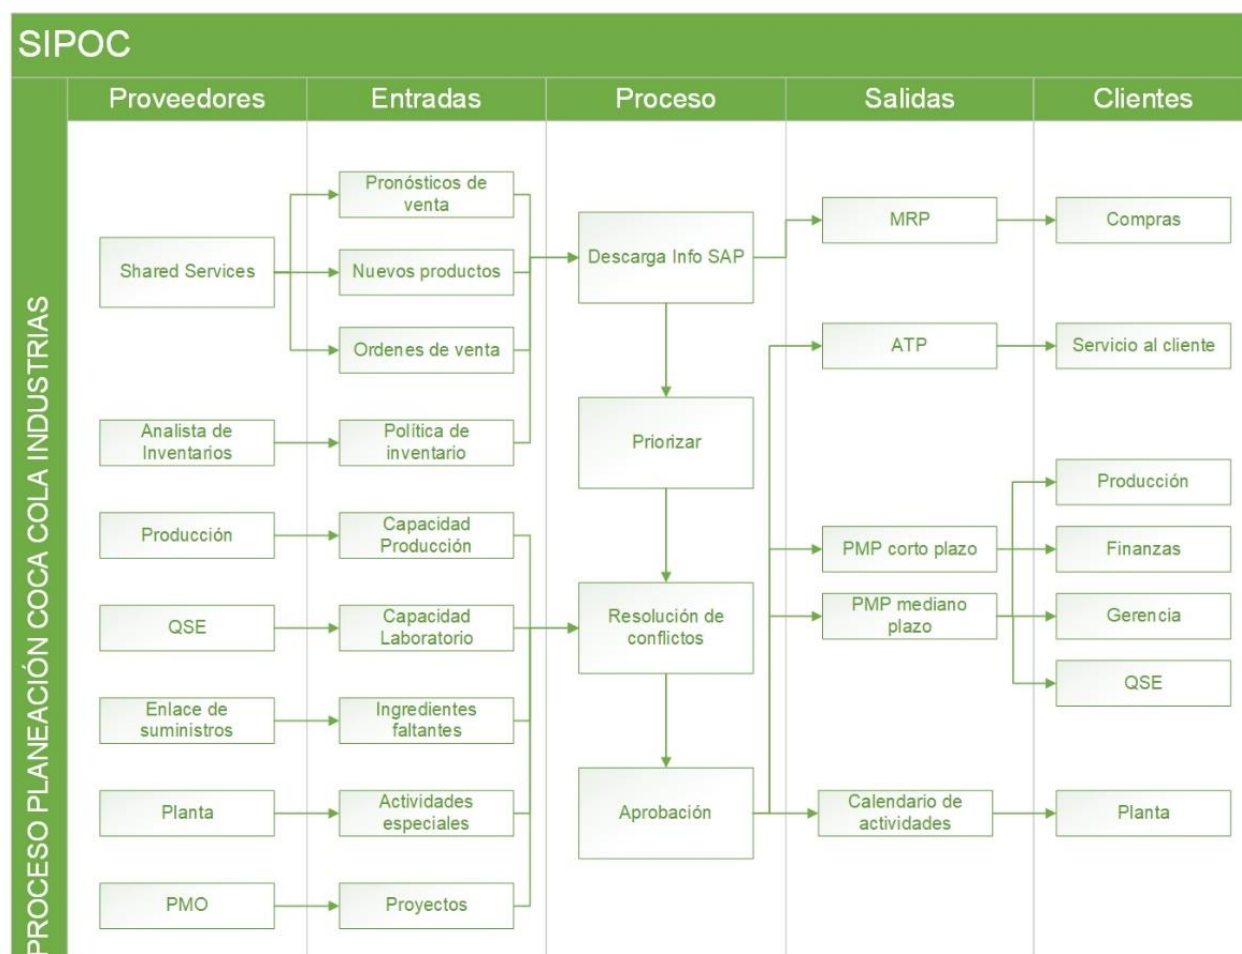 SIPOC
PROCESO PLANEACIÓN COCA COLA INDUSTRIAS
Proveedores
Entradas
Proceso
Salidas
Clientes
Shared Services
Analista de
Inventarios
Producción
QSE
Enlace de
suministros
Planta
PMO
Pronósticos de
venta
Nuevos productos
Ordenes de venta
Política de
inventario
Capacidad
Producción
Capacidad
Laboratorio
Ingredientes
faltantes
Actividades
especiales
Proyectos
Descarga Info SAP
Priorizar
Resolución de
conflictos
Aprobación
MRP
ATP
PMP corto plazo
PMP mediano
plazo
Calendario de
actividades
Compras
Servicio al cliente
Producción
Finanzas
Gerencia
QSE
Planta